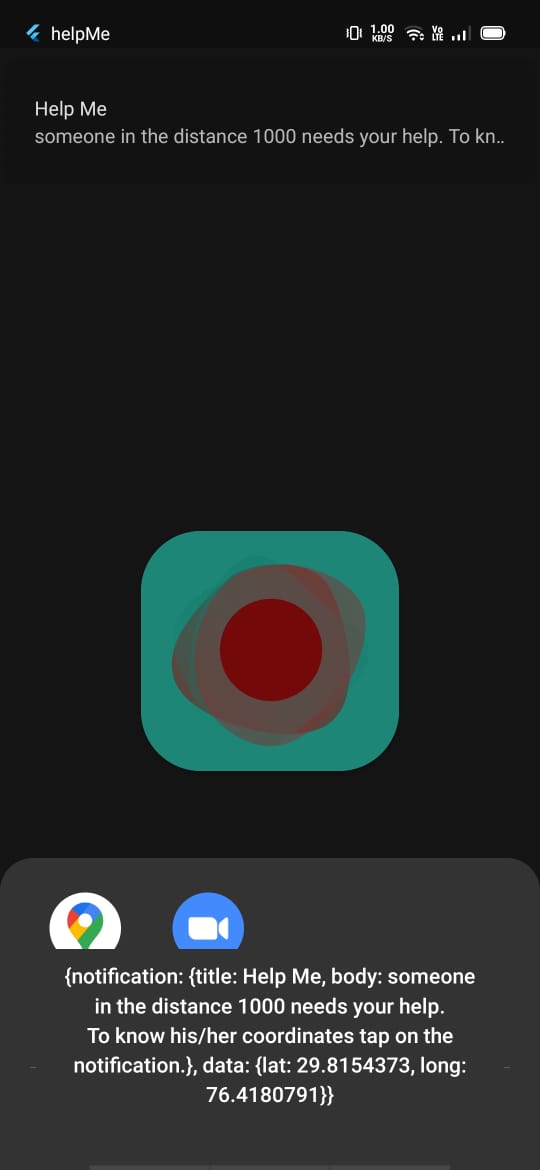 helpMe
1.00
KB/S
Vo
LTE
Help Me
someone in the distance 1000 needs your help. To kn..
{notification: {title: Help Me, body: someone
in the distance 1000 needs your help.
To know his/her coordinates tap on the
notification.}, data: {lat: 29.8154373, long:
76.4180791}}